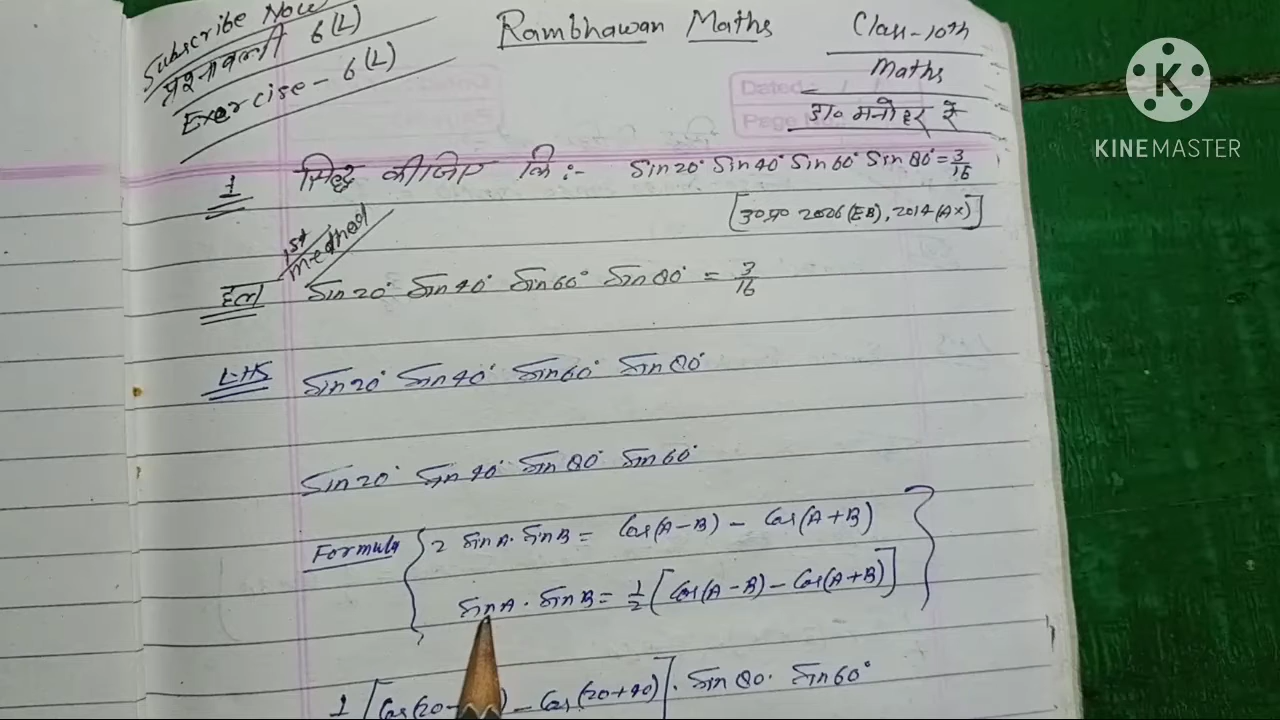 Subscribe Now
प्रश्नावली 6(L)
Exercise - 6(L)
Rambhawan Maths
Class-10th
Maths
डा० मनोहर रे
Dated
Page No.
K
KINEMASTER
1 सिद्ध कीजिए कि:- Sin20° Sin40° Sin60° Sin80° = 3/16
[उ०प्र० 2006(EB), 2014(AX)]
1st method
हल Sin20° Sin40° Sin60° Sin80° = 3/16
LHS Sin20° Sin40° Sin60° Sin80°
Sin20° Sin40° Sin80° Sin60°
Formula { 2 SinA. SinB = Cos(A-B) - Cos(A+B)
SinA. SinB = 1/2 [Cos(A-B) - Cos(A+B)] }
1 [Cos(20- ) - Cos(20+40)]. Sin80. Sin60°